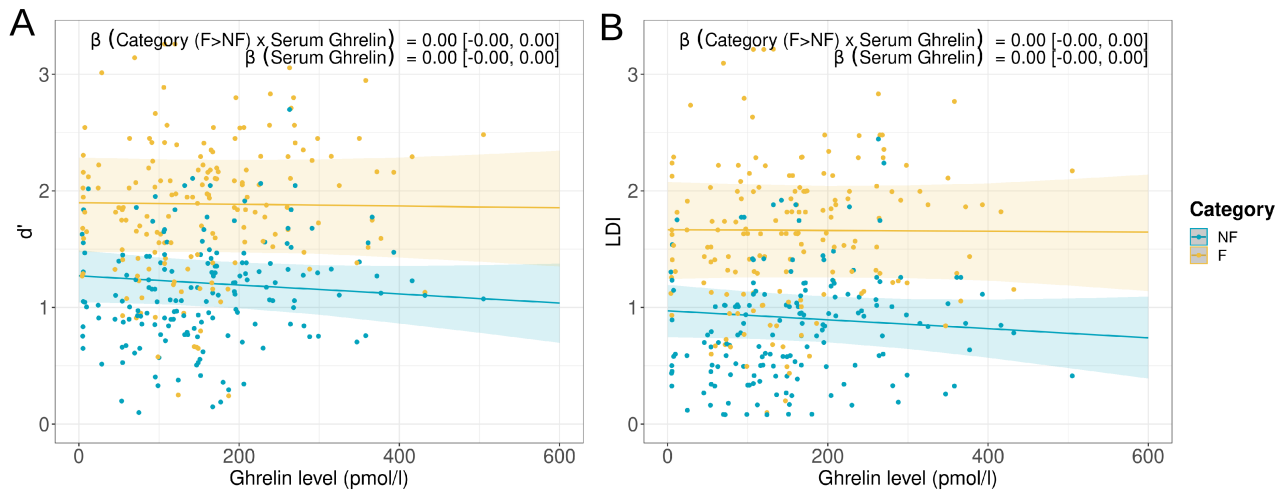 A
β (Category (F>NF) x Serum Ghrelin) = 0.00 [-0.00, 0.00]
β (Serum Ghrelin) = 0.00 [-0.00, 0.00]
3
2
1
0
d'
0 200 400 600
Ghrelin level (pmol/l)
B
β (Category (F>NF) x Serum Ghrelin) = 0.00 [-0.00, 0.00]
β (Serum Ghrelin) = 0.00 [-0.00, 0.00]
3
2
1
0
LDI
0 200 400 600
Ghrelin level (pmol/l)
Category
NF
F